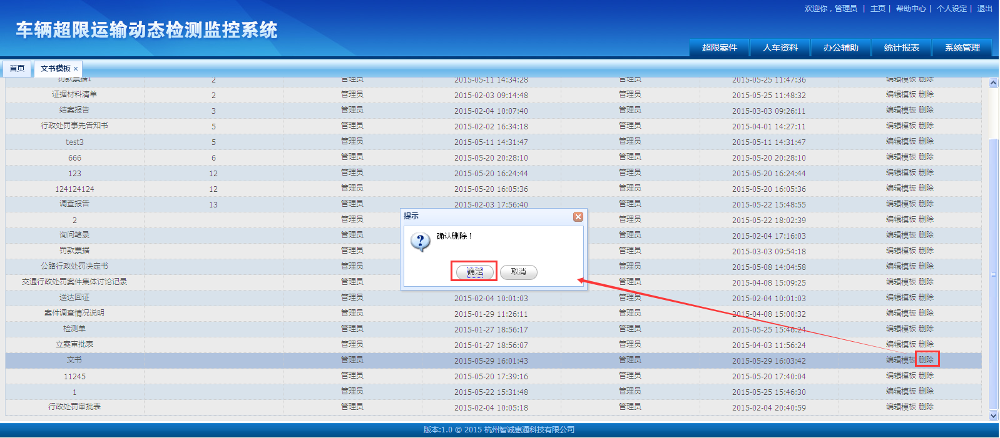 欢迎你，管理员 | 主页 | 帮助中心 | 个人设定 | 退出
车辆超限运输动态检测监控系统
超限案件 人车资料 办公辅助 统计报表 系统管理
首页 文书模板 ×
罚款票据1 2 管理员 2015-05-11 14:34:28 管理员 2015-05-25 11:47:36 编辑模板 删除
证据材料清单 2 管理员 2015-02-03 09:14:48 管理员 2015-05-25 11:48:32 编辑模板 删除
结案报告 3 管理员 2015-02-04 10:07:40 管理员 2015-03-03 09:26:11 编辑模板 删除
行政处罚事先告知书 5 管理员 2015-02-02 16:34:18 管理员 2015-04-01 14:27:11 编辑模板 删除
test3 5 管理员 2015-05-11 14:31:47 管理员 2015-05-11 14:31:47 编辑模板 删除
666 6 管理员 2015-05-20 20:28:10 管理员 2015-05-20 20:28:10 编辑模板 删除
123 12 管理员 2015-05-20 16:24:44 管理员 2015-05-20 16:24:44 编辑模板 删除
124124124 12 管理员 2015-05-20 16:05:36 管理员 2015-05-20 16:05:36 编辑模板 删除
调查报告 13 管理员 2015-02-03 17:56:40 管理员 2015-05-22 15:48:55 编辑模板 删除
2 管理员 管理员 2015-05-22 18:02:39 编辑模板 删除
询问笔录 管理员 管理员 2015-02-04 17:16:03 编辑模板 删除
罚款票据 管理员 管理员 2015-03-03 09:54:18 编辑模板 删除
公路行政处罚决定书 管理员 管理员 2015-05-08 14:04:58 编辑模板 删除
交通行政处罚案件集体讨论记录 管理员 管理员 2015-04-08 15:09:25 编辑模板 删除
送达回证 管理员 2015-02-04 10:01:03 管理员 2015-02-04 10:01:03 编辑模板 删除
案件调查情况说明 管理员 2015-01-29 11:26:11 管理员 2015-04-08 15:00:32 编辑模板 删除
检测单 管理员 2015-01-27 18:56:17 管理员 2015-05-25 15:46:24 编辑模板 删除
立案审批表 管理员 2015-01-27 18:56:07 管理员 2015-04-03 11:56:24 编辑模板 删除
文书 管理员 2015-05-29 16:01:43 管理员 2015-05-29 16:03:42 编辑模板 删除
11245 管理员 2015-05-20 17:39:16 管理员 2015-05-20 17:40:04 编辑模板 删除
1 管理员 2015-05-22 15:31:48 管理员 2015-05-25 15:46:30 编辑模板 删除
行政处罚审批表 管理员 2015-02-04 10:05:18 管理员 2015-02-04 20:40:59 编辑模板 删除
提示
确认删除！
确定 取消
版本:1.0 © 2015 杭州智诚惠通科技有限公司